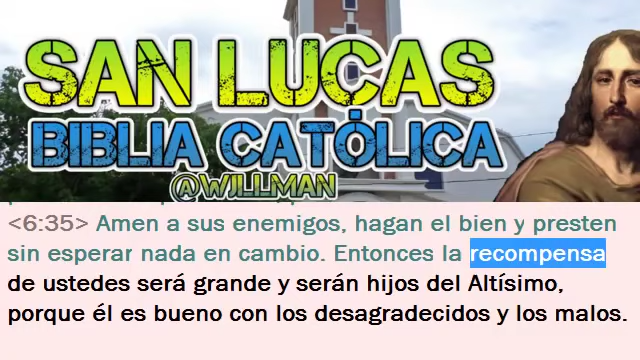 SAN LUCAS
BIBLIA CATÓLICA
@WJLLMAN
<6:35> Amen a sus enemigos, hagan el bien y presten
sin esperar nada en cambio. Entonces la recompensa
de ustedes será grande y serán hijos del Altísimo,
porque él es bueno con los desagradecidos y los malos.